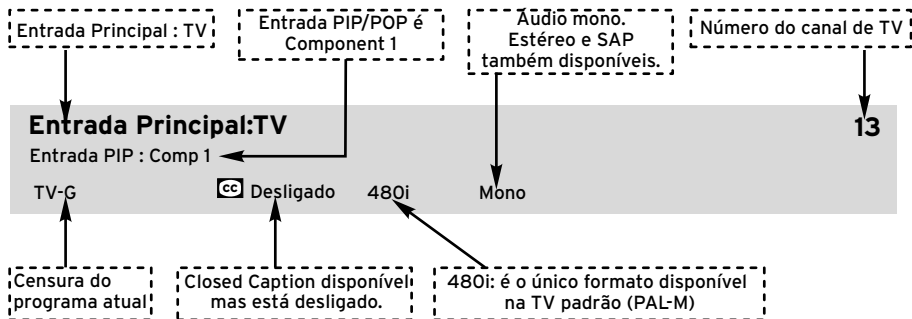 Entrada Principal : TV
Entrada PIP/POP é
Component 1
Áudio mono.
Estéreo e SAP
também disponíveis.
Número do canal de TV
Entrada Principal:TV
13
Entrada PIP : Comp 1
TV-G
CC Desligado
480i
Mono
Censura do
programa atual
Closed Caption disponível
mas está desligado.
480i: é o único formato disponível
na TV padrão (PAL-M)